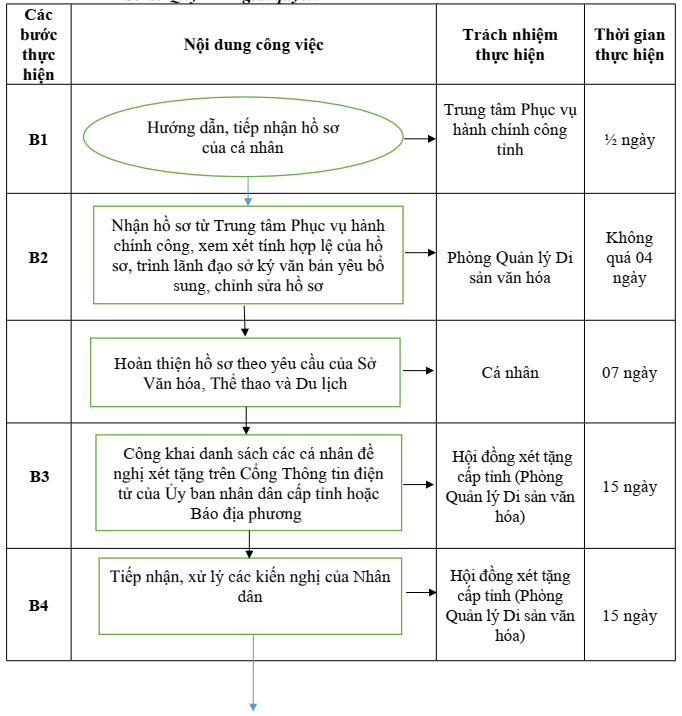 Các
bước
thực
hiện
Nội dung công việc
Trách nhiệm
thực hiện
Thời gian
thực hiện
B1
Hướng dẫn, tiếp nhận hồ sơ
của cá nhân
Trung tâm Phục vụ
hành chính công
tỉnh
½ ngày
B2
Nhận hồ sơ từ Trung tâm Phục vụ hành
chính công, xem xét tính hợp lệ của hồ
sơ, trình lãnh đạo sở ký văn bản yêu bổ
sung, chỉnh sửa hồ sơ
Phòng Quản lý Di
sản văn hóa
Không
quá 04
ngày
Hoàn thiện hồ sơ theo yêu cầu của Sở
Văn hóa, Thể thao và Du lịch
Cá nhân
07 ngày
B3
Công khai danh sách các cá nhân đề
nghị xét tặng trên Cổng Thông tin điện
tử của Ủy ban nhân dân cấp tỉnh hoặc
Báo địa phương
Hội đồng xét tặng
cấp tỉnh (Phòng
Quản lý Di sản văn
hóa)
15 ngày
B4
Tiếp nhận, xử lý các kiến nghị của Nhân
dân
Hội đồng xét tặng
cấp tỉnh (Phòng
Quản lý Di sản văn
hóa)
15 ngày